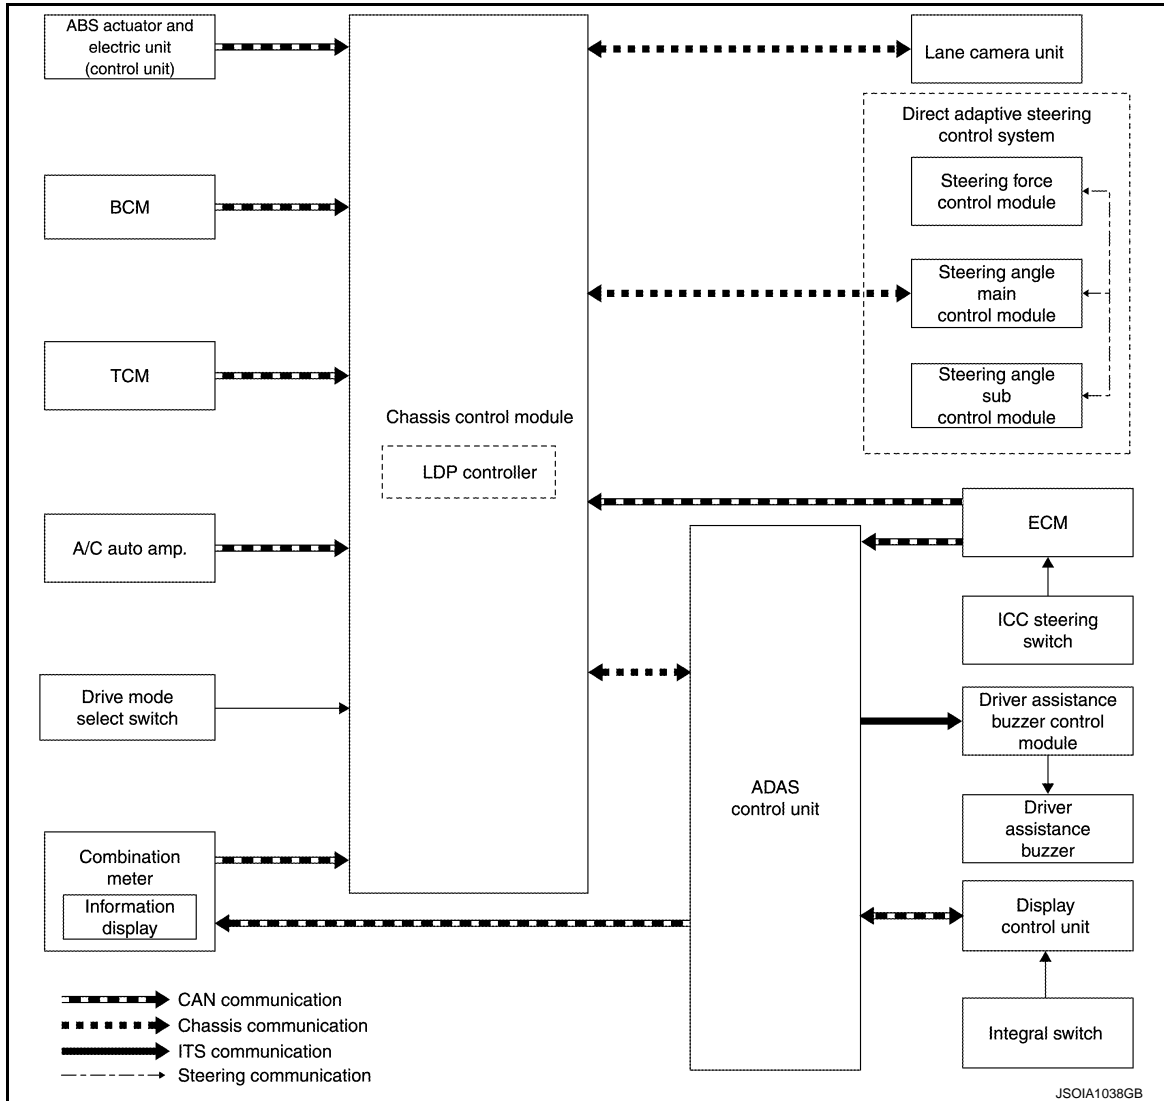 ABS actuator and
electric unit
(control unit)
BCM
TCM
A/C auto amp.
Drive mode
select switch
Combination
meter
Information
display
Chassis control module
LDP controller
Lane camera unit
Direct adaptive steering
control system
Steering force
control module
Steering angle
main
control module
Steering angle
sub
control module
ECM
ICC steering
switch
ADAS
control unit
Driver assistance
buzzer control
module
Driver
assistance
buzzer
Display
control unit
Integral switch
CAN communication
Chassis communication
ITS communication
Steering communication
JSOIA1038GB